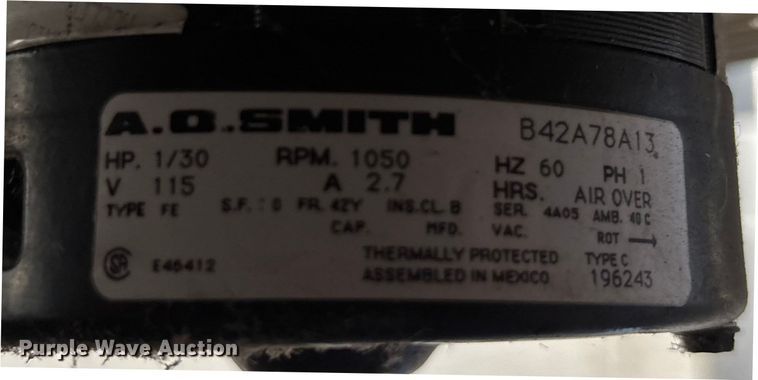 A.O.SMITH B42A78A13
HP. 1/30 RPM. 1050 HZ 60 PH 1
V 115 A 2.7 HRS. AIR OVER
TYPE FE S.F. 0 FR. 42Y INS.CL. B SER. 4A05 AMB. 40 C
CAP. MFD. VAC. ROT →
THERMALLY PROTECTED TYPE C
E46412 ASSEMBLED IN MEXICO 196243
Purple Wave Auction